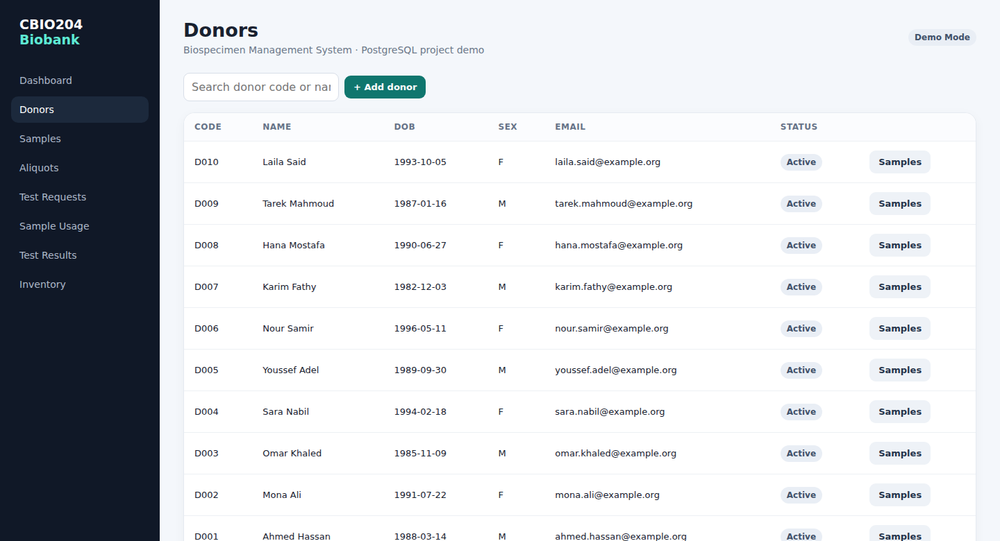 CBIO204
Biobank
Dashboard
Donors
Samples
Aliquots
Test Requests
Sample Usage
Test Results
Inventory
Donors
Biospecimen Management System · PostgreSQL project demo
Demo Mode
Search donor code or nar
+ Add donor
CODE NAME DOB SEX EMAIL STATUS
D010 Laila Said 1993-10-05 F laila.said@example.org Active Samples
D009 Tarek Mahmoud 1987-01-16 M tarek.mahmoud@example.org Active Samples
D008 Hana Mostafa 1990-06-27 F hana.mostafa@example.org Active Samples
D007 Karim Fathy 1982-12-03 M karim.fathy@example.org Active Samples
D006 Nour Samir 1996-05-11 F nour.samir@example.org Active Samples
D005 Youssef Adel 1989-09-30 M youssef.adel@example.org Active Samples
D004 Sara Nabil 1994-02-18 F sara.nabil@example.org Active Samples
D003 Omar Khaled 1985-11-09 M omar.khaled@example.org Active Samples
D002 Mona Ali 1991-07-22 F mona.ali@example.org Active Samples
D001 Ahmed Hassan 1988-03-14 M ahmed.hassan@example.org Active Samples